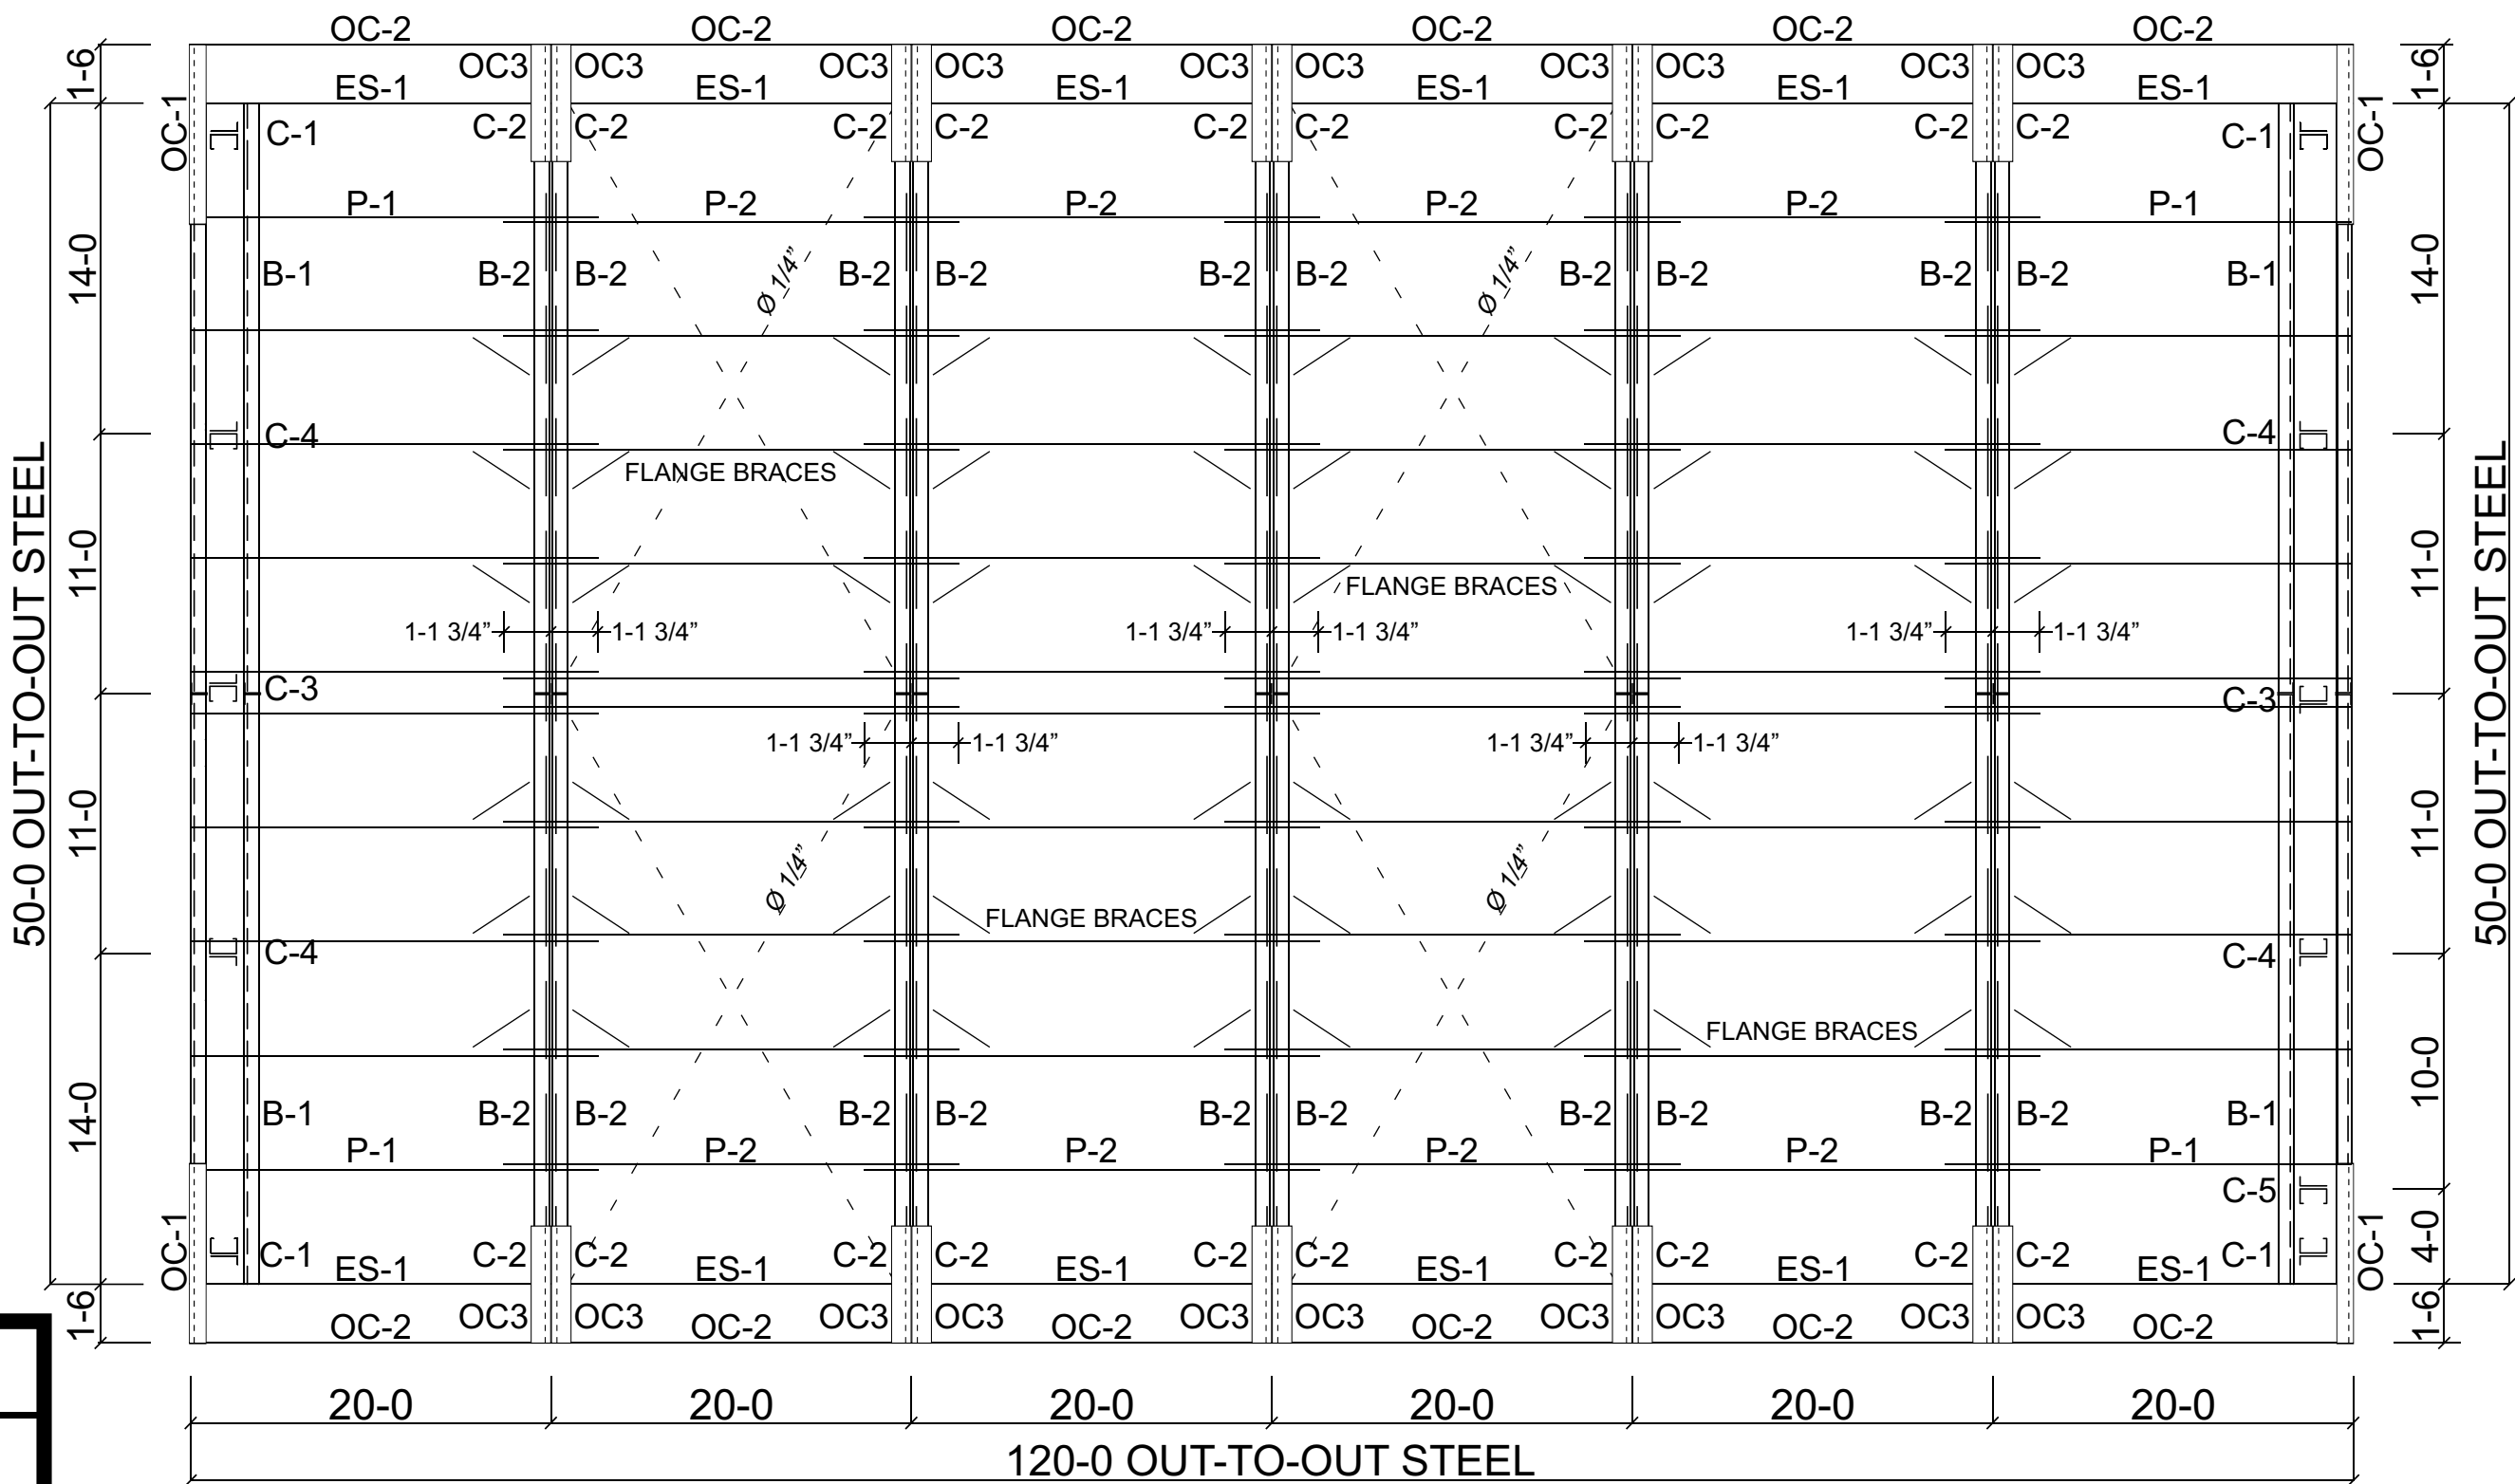 OC-2 OC-2 OC-2 OC-2 OC-2 OC-2
1-6 OC3 OC3 OC3 OC3 OC3 OC3 OC3 OC3 OC3 OC3 1-6
ES-1 ES-1 ES-1 ES-1 ES-1 ES-1
OC-1 C-1 C-2 C-2 C-2 C-2 C-2 C-2 C-2 C-2 C-2 C-2 C-1 OC-1
P-1 P-2 P-2 P-2 P-2 P-1
14-0 B-1 B-2 B-2 B-2 B-2 B-2 B-2 B-2 B-2 B-2 B-2 B-1 14-0
Ø 1/4” Ø 1/4”
C-4 C-4
FLANGE BRACES
50-0 OUT-TO-OUT STEEL 50-0 OUT-TO-OUT STEEL
11-0 FLANGE BRACES 11-0
1-1 3/4” 1-1 3/4” 1-1 3/4” 1-1 3/4” 1-1 3/4” 1-1 3/4”
C-3 C-3
1-1 3/4” 1-1 3/4” 1-1 3/4” 1-1 3/4”
11-0 11-0
Ø 1/4” Ø 1/4”
FLANGE BRACES
C-4 C-4
FLANGE BRACES
14-0 B-1 B-2 B-2 B-2 B-2 B-2 B-2 B-2 B-2 B-2 B-2 B-1 10-0
P-1 P-2 P-2 P-2 P-2 P-1
C-5
OC-1 C-1 C-2 C-2 C-2 C-2 C-2 C-2 C-2 C-2 C-2 C-2 C-1 OC-1 4-0
ES-1 ES-1 ES-1 ES-1 ES-1 ES-1
1-6 OC3 OC3 OC3 OC3 OC3 OC3 OC3 OC3 OC3 OC3 1-6
OC-2 OC-2 OC-2 OC-2 OC-2 OC-2
20-0 20-0 20-0 20-0 20-0 20-0
120-0 OUT-TO-OUT STEEL